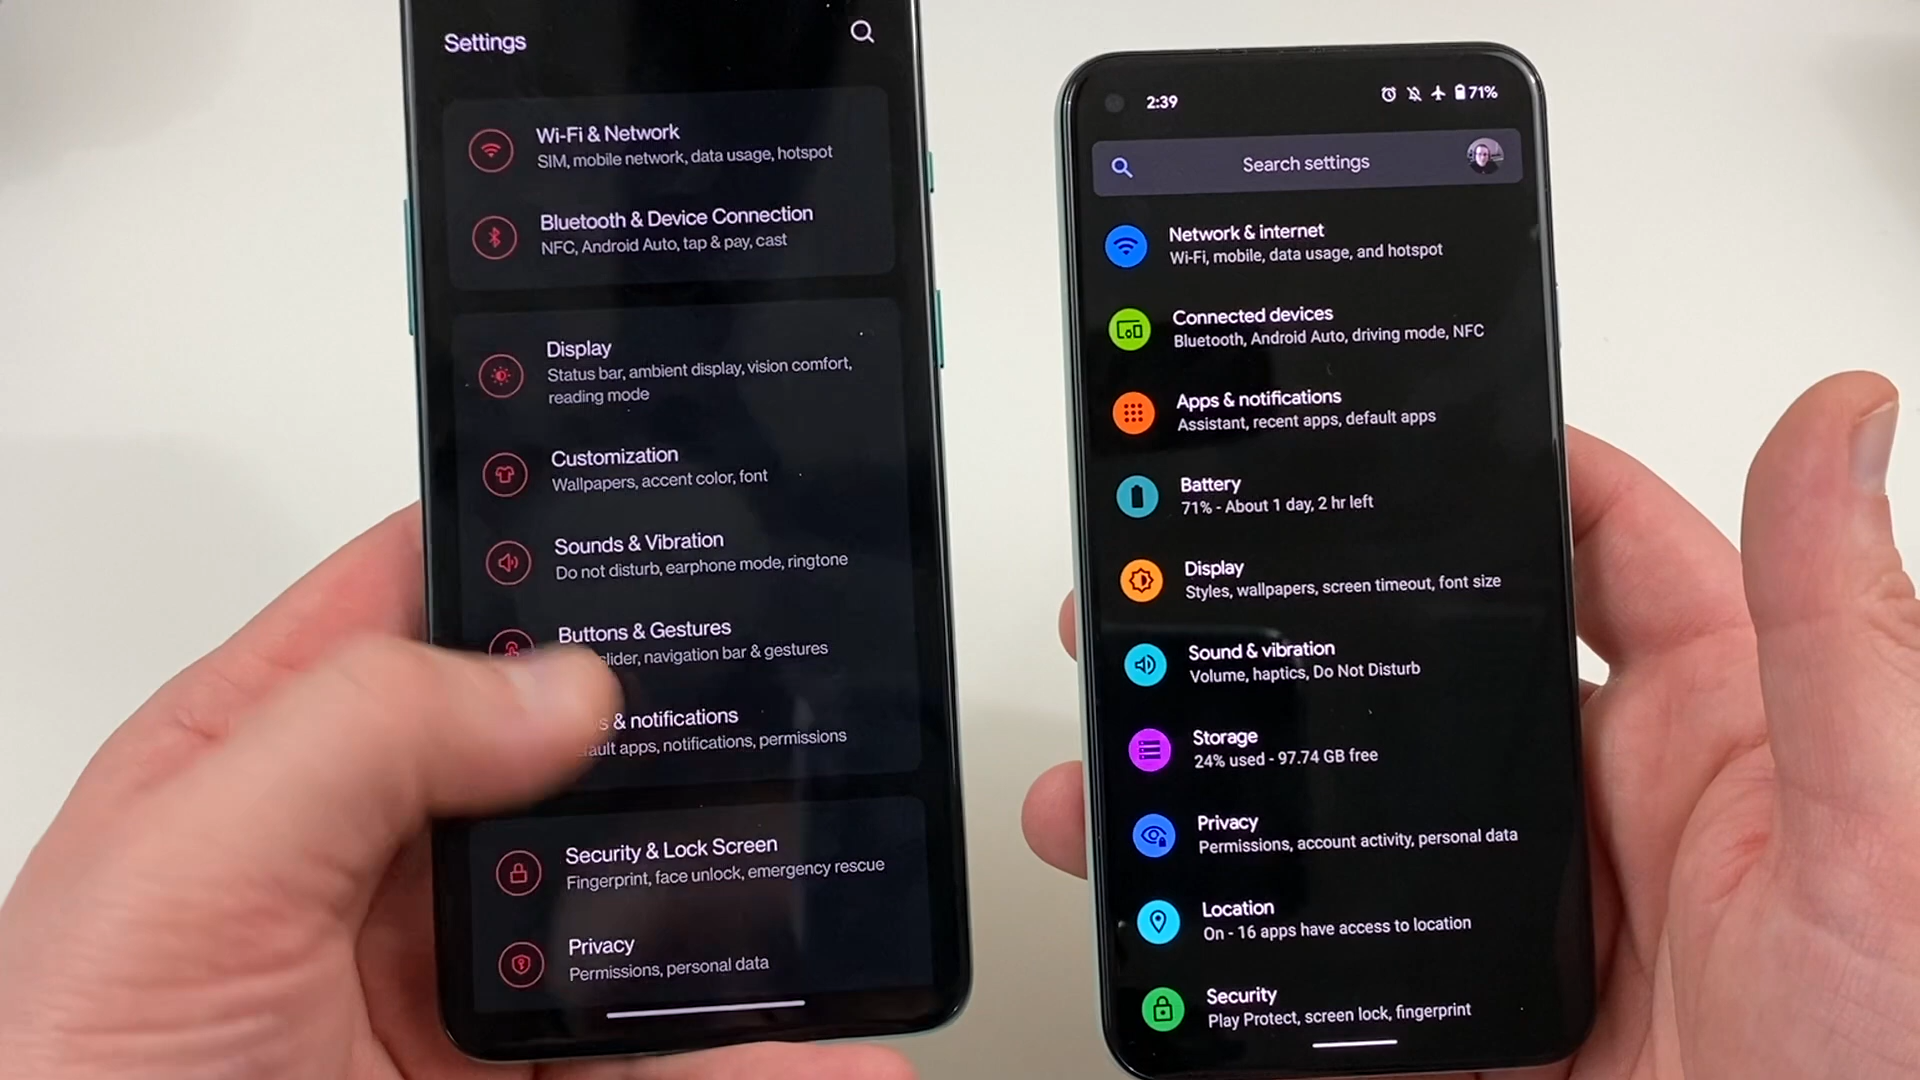 Settings
Wi-Fi & Network
SIM, mobile network, data usage, hotspot
Bluetooth & Device Connection
NFC, Android Auto, tap & pay, cast
Display
Status bar, ambient display, vision comfort,
reading mode
Customization
Wallpapers, accent color, font
Sounds & Vibration
Do not disturb, earphone mode, ringtone
Buttons & Gestures
navigation bar & gestures
& notifications
apps, notifications, permissions
Security & Lock Screen
Fingerprint, face unlock, emergency rescue
Privacy
Permissions, personal data
2:39
71%
Search settings
Network & internet
Wi-Fi, mobile, data usage, and hotspot
Connected devices
Bluetooth, Android Auto, driving mode, NFC
Apps & notifications
Assistant, recent apps, default apps
Battery
71% - About 1 day, 2 hr left
Display
Styles, wallpapers, screen timeout, font size
Sound & vibration
Volume, haptics, Do Not Disturb
Storage
24% used - 97.74 GB free
Privacy
Permissions, account activity, personal data
Location
On - 16 apps have access to location
Security
Play Protect, screen lock, fingerprint